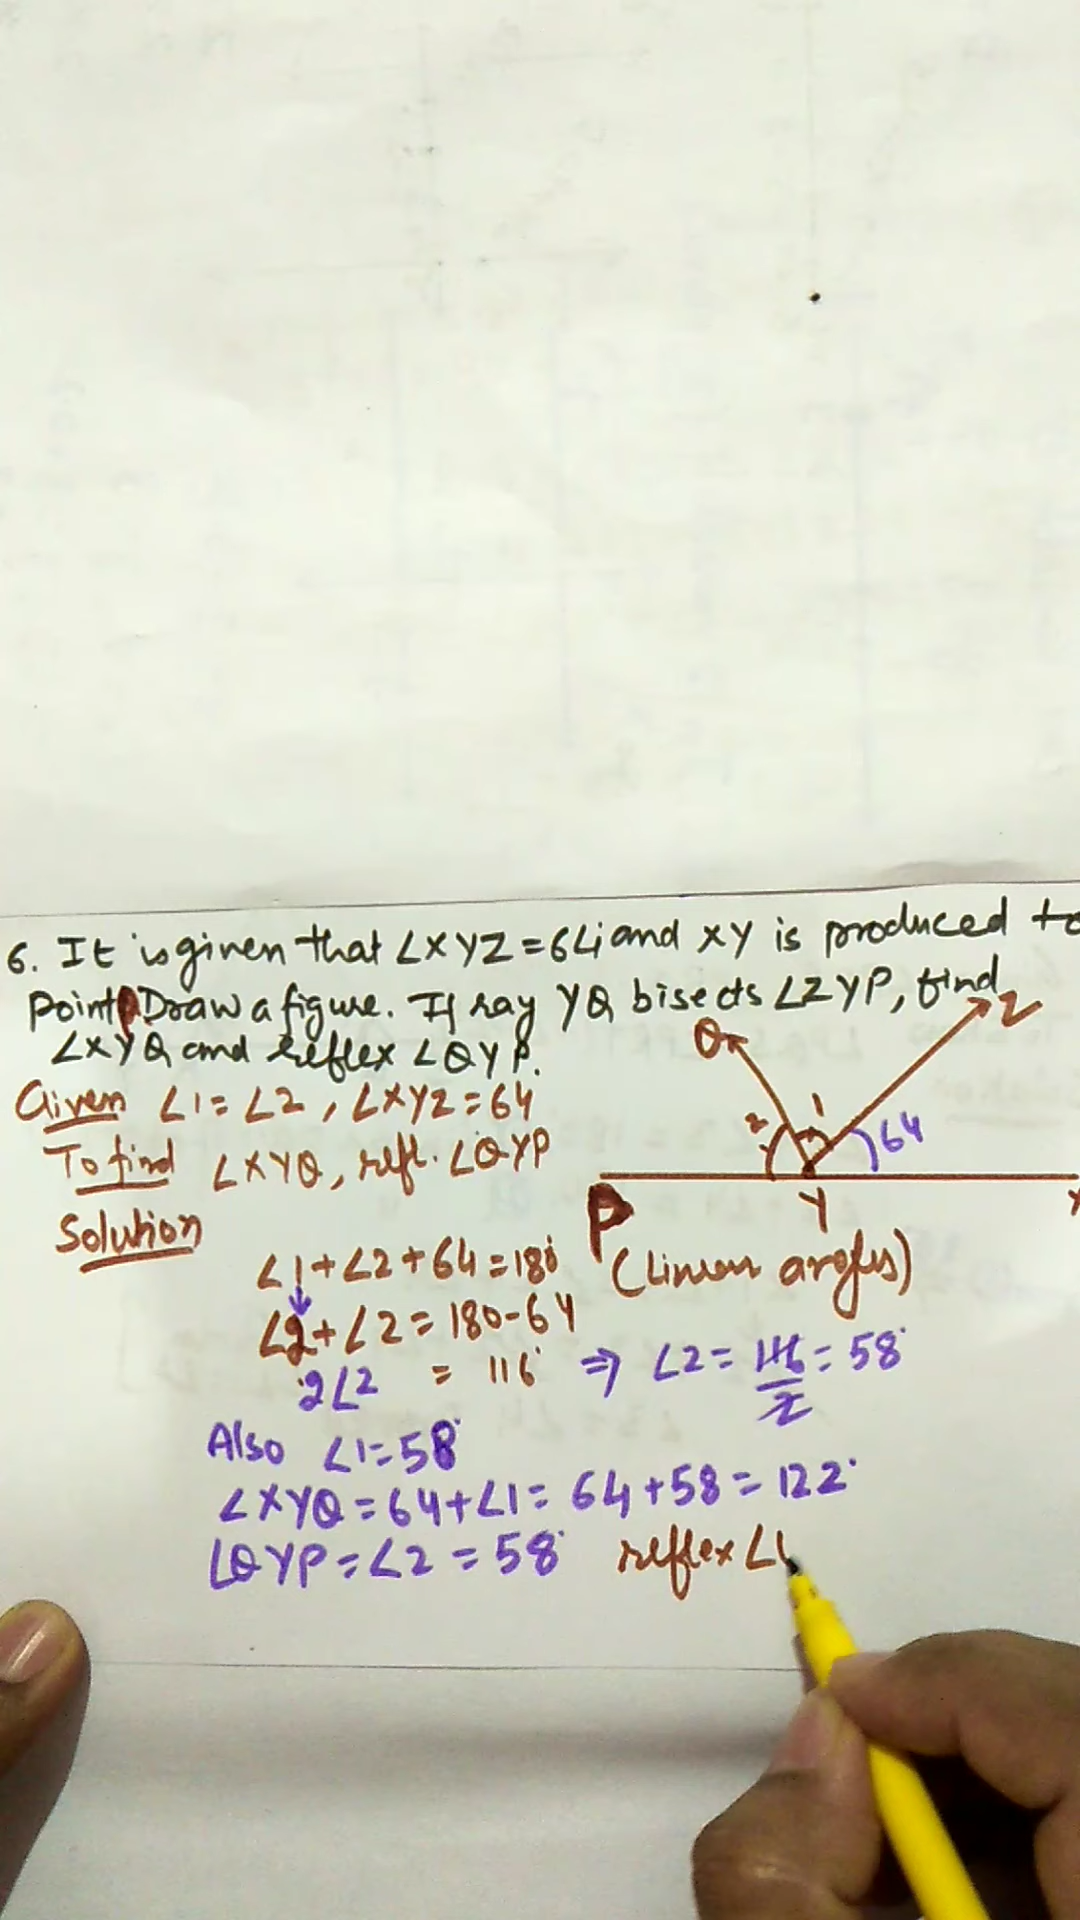 6. It is given that ∠XYZ = 64 and XY is produced to
Point P Draw a figure. If ray YQ bisects ∠ZYP, find
∠XYQ and reflex ∠QYP.
Given ∠1 = ∠2, ∠XYZ = 64
To find ∠XYQ, refl. ∠QYP
Solution
Q
Z
2
1
64
P
Y
X
∠1 + ∠2 + 64 = 180°
(Linear angles)
∠2 + ∠2 = 180 - 64
2∠2 = 116° ⇒ ∠2 = 116/2 = 58°
Also ∠1 = 58°
∠XYQ = 64 + ∠1 = 64 + 58 = 122°
∠QYP = ∠2 = 58° reflex ∠